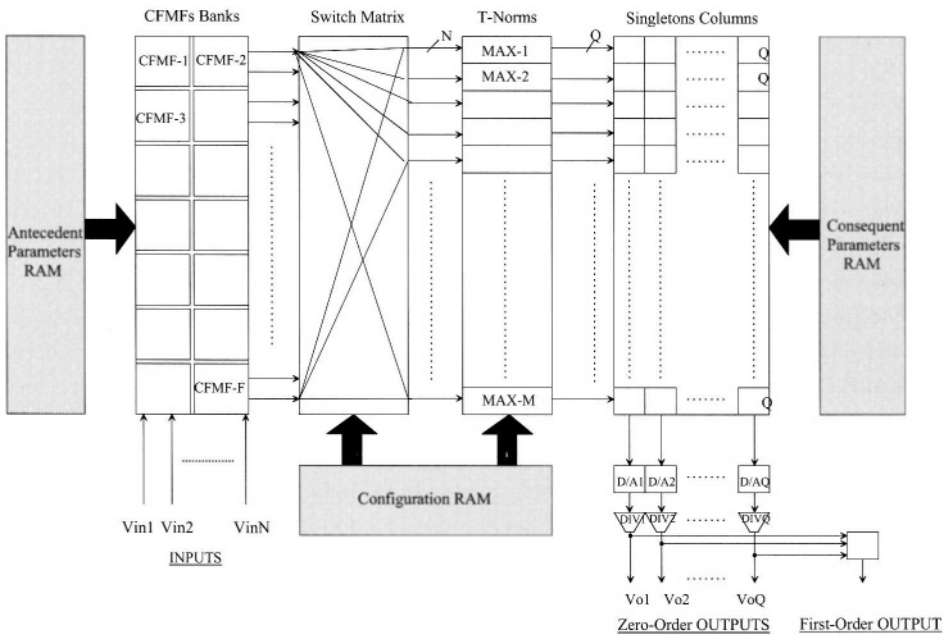 CFMFs Banks
Switch Matrix
T-Norms
Singletons Columns
N
Q
CFMF-1
CFMF-2
MAX-1
Q
MAX-2
Q
CFMF-3
Antecedent
Parameters
RAM
Consequent
Parameters
RAM
CFMF-F
MAX-M
Q
Configuration RAM
D/A1
D/A2
D/AQ
DIV1
DIV2
DIVQ
Vin1
Vin2
VinN
INPUTS
Vo1
Vo2
VoQ
Zero-Order OUTPUTS
First-Order OUTPUT